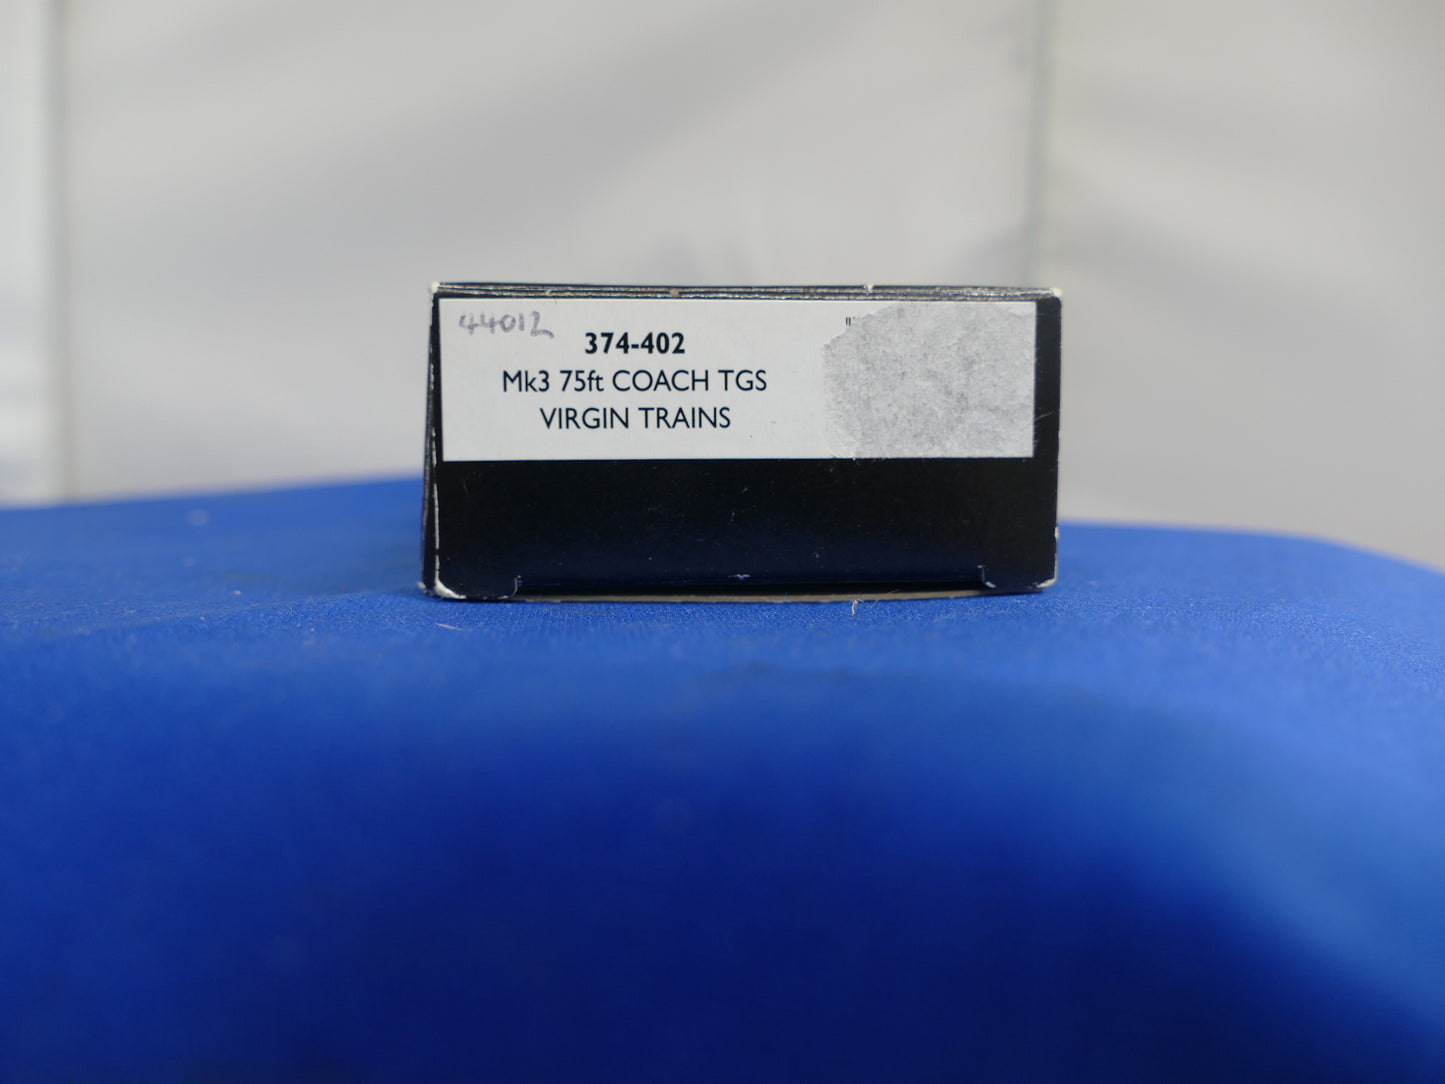 44012
374-402
Mk3 75ft COACH TGS
VIRGIN TRAINS